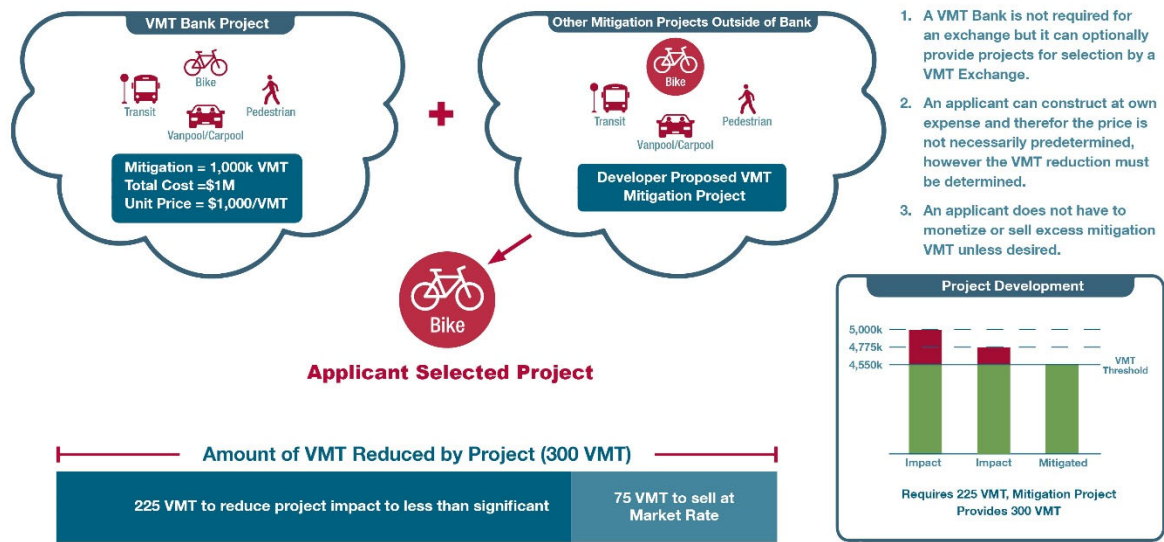 VMT Bank Project
Bike
Transit
Pedestrian
Vanpool/Carpool
Mitigation = 1,000k VMT
Total Cost =$1M
Unit Price = $1,000/VMT
Other Mitigation Projects Outside of Bank
Bike
Transit
Pedestrian
Vanpool/Carpool
Developer Proposed VMT
Mitigation Project
Bike
Applicant Selected Project
Amount of VMT Reduced by Project (300 VMT)
225 VMT to reduce project impact to less than significant
75 VMT to sell at
Market Rate
1. A VMT Bank is not required for
an exchange but it can optionally
provide projects for selection by a
VMT Exchange.
2. An applicant can construct at own
expense and therefor the price is
not necessarily predetermined,
however the VMT reduction must
be determined.
3. An applicant does not have to
monetize or sell excess mitigation
VMT unless desired.
Project Development
5,000k
4,775k
4,550k
VMT
Threshold
Impact
Impact
Mitigated
Requires 225 VMT, Mitigation Project
Provides 300 VMT